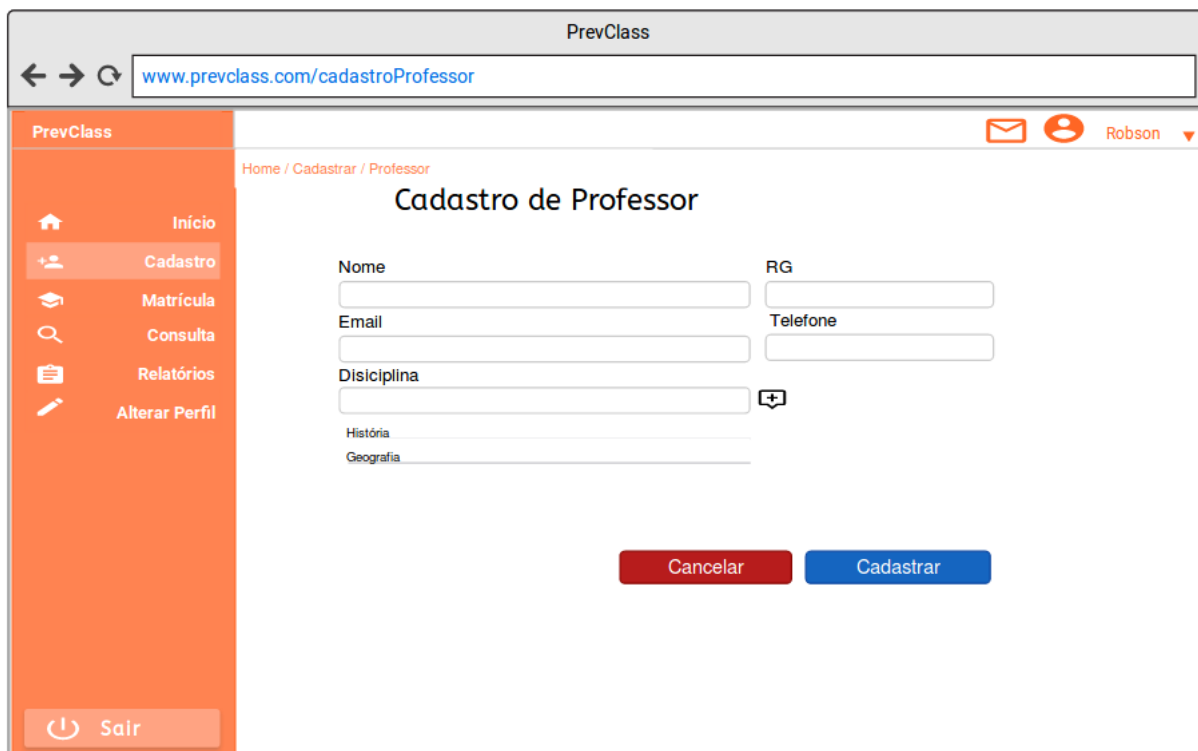 PrevClass
www.prevclass.com/cadastroProfessor
PrevClass
Robson
Home / Cadastrar / Professor
Cadastro de Professor
Início
Cadastro
Matrícula
Consulta
Relatórios
Alterar Perfil
Nome
RG
Email
Telefone
Disiciplina
História
Geografia
Cancelar
Cadastrar
Sair